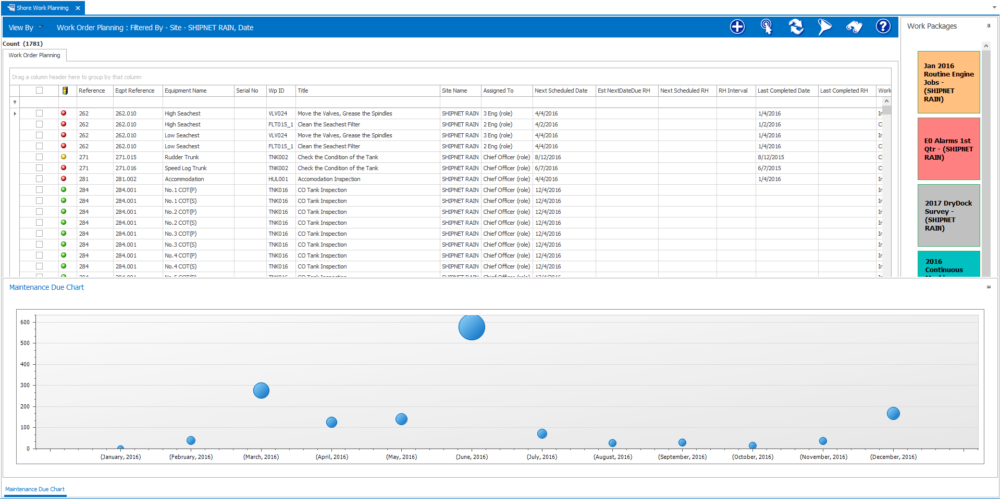 Shore Work Planning
View By
Work Order Planning : Filtered By - Site - SHIPNET RAIN, Date
Work Packages
Count (1781)
Work Order Planning
Drag a column header here to group by that column
Reference Eqpt Reference Equipment Name Serial No Wp ID Title Site Name Assigned To Next Scheduled Date Est NextDateDue RH Next Scheduled RH RH Interval Last Completed Date Last Completed RH Work
262 262.010 High Seachest VLV024 Move the Valves, Grease the Spindles SHIPNET RAIN 3 Eng (role) 4/4/2016 1/4/2016 In
262 262.010 High Seachest FLT015_1 Clean the Seachest Filter SHIPNET RAIN 2 Eng (role) 4/2/2016 1/2/2016 C
262 262.010 Low Seachest VLV024 Move the Valves, Grease the Spindles SHIPNET RAIN 3 Eng (role) 4/4/2016 1/4/2016 In
262 262.010 Low Seachest FLT015_1 Clean the Seachest Filter SHIPNET RAIN 2 Eng (role) 4/4/2016 1/4/2016 C
271 271.015 Rudder Trunk TNK002 Check the Condition of the Tank SHIPNET RAIN Chief Officer (role) 8/12/2016 8/12/2015 C
271 271.016 Speed Log Trunk TNK002 Check the Condition of the Tank SHIPNET RAIN Chief Officer (role) 6/7/2016 6/7/2015 C
281 281.002 Accommodation HUL001 Accomodation Inspection SHIPNET RAIN Chief Officer (role) 4/4/2016 1/4/2016 In
284 284.001 No.1 COT(P) TNK016 CO Tank Inspection SHIPNET RAIN Chief Officer (role) 12/4/2016 In
284 284.001 No.1 COT(S) TNK016 CO Tank Inspection SHIPNET RAIN Chief Officer (role) 12/4/2016 In
284 284.001 No.2 COT(P) TNK016 CO Tank Inspection SHIPNET RAIN Chief Officer (role) 12/4/2016 In
284 284.001 No.2 COT(S) TNK016 CO Tank Inspection SHIPNET RAIN Chief Officer (role) 12/4/2016 In
284 284.001 No.3 COT(P) TNK016 CO Tank Inspection SHIPNET RAIN Chief Officer (role) 12/4/2016 In
284 284.001 No.3 COT(S) TNK016 CO Tank Inspection SHIPNET RAIN Chief Officer (role) 12/4/2016 In
284 284.001 No.4 COT(P) TNK016 CO Tank Inspection SHIPNET RAIN Chief Officer (role) 12/4/2016 In
284 284.001 No.4 COT(S) TNK016 CO Tank Inspection SHIPNET RAIN Chief Officer (role) 12/4/2016 In
Jan 2016
Routine Engine
Jobs -
(SHIPNET
RAIN)
E0 Alarms 1st
Qtr - (SHIPNET
RAIN)
2017 DryDock
Survey -
(SHIPNET
RAIN)
2016
Continuous
Maintenance Due Chart
600
500
400
300
200
100
0
(January, 2016) (February, 2016) (March, 2016) (April, 2016) (May, 2016) (June, 2016) (July, 2016) (August, 2016) (September, 2016) (October, 2016) (November, 2016) (December, 2016)
Maintenance Due Chart